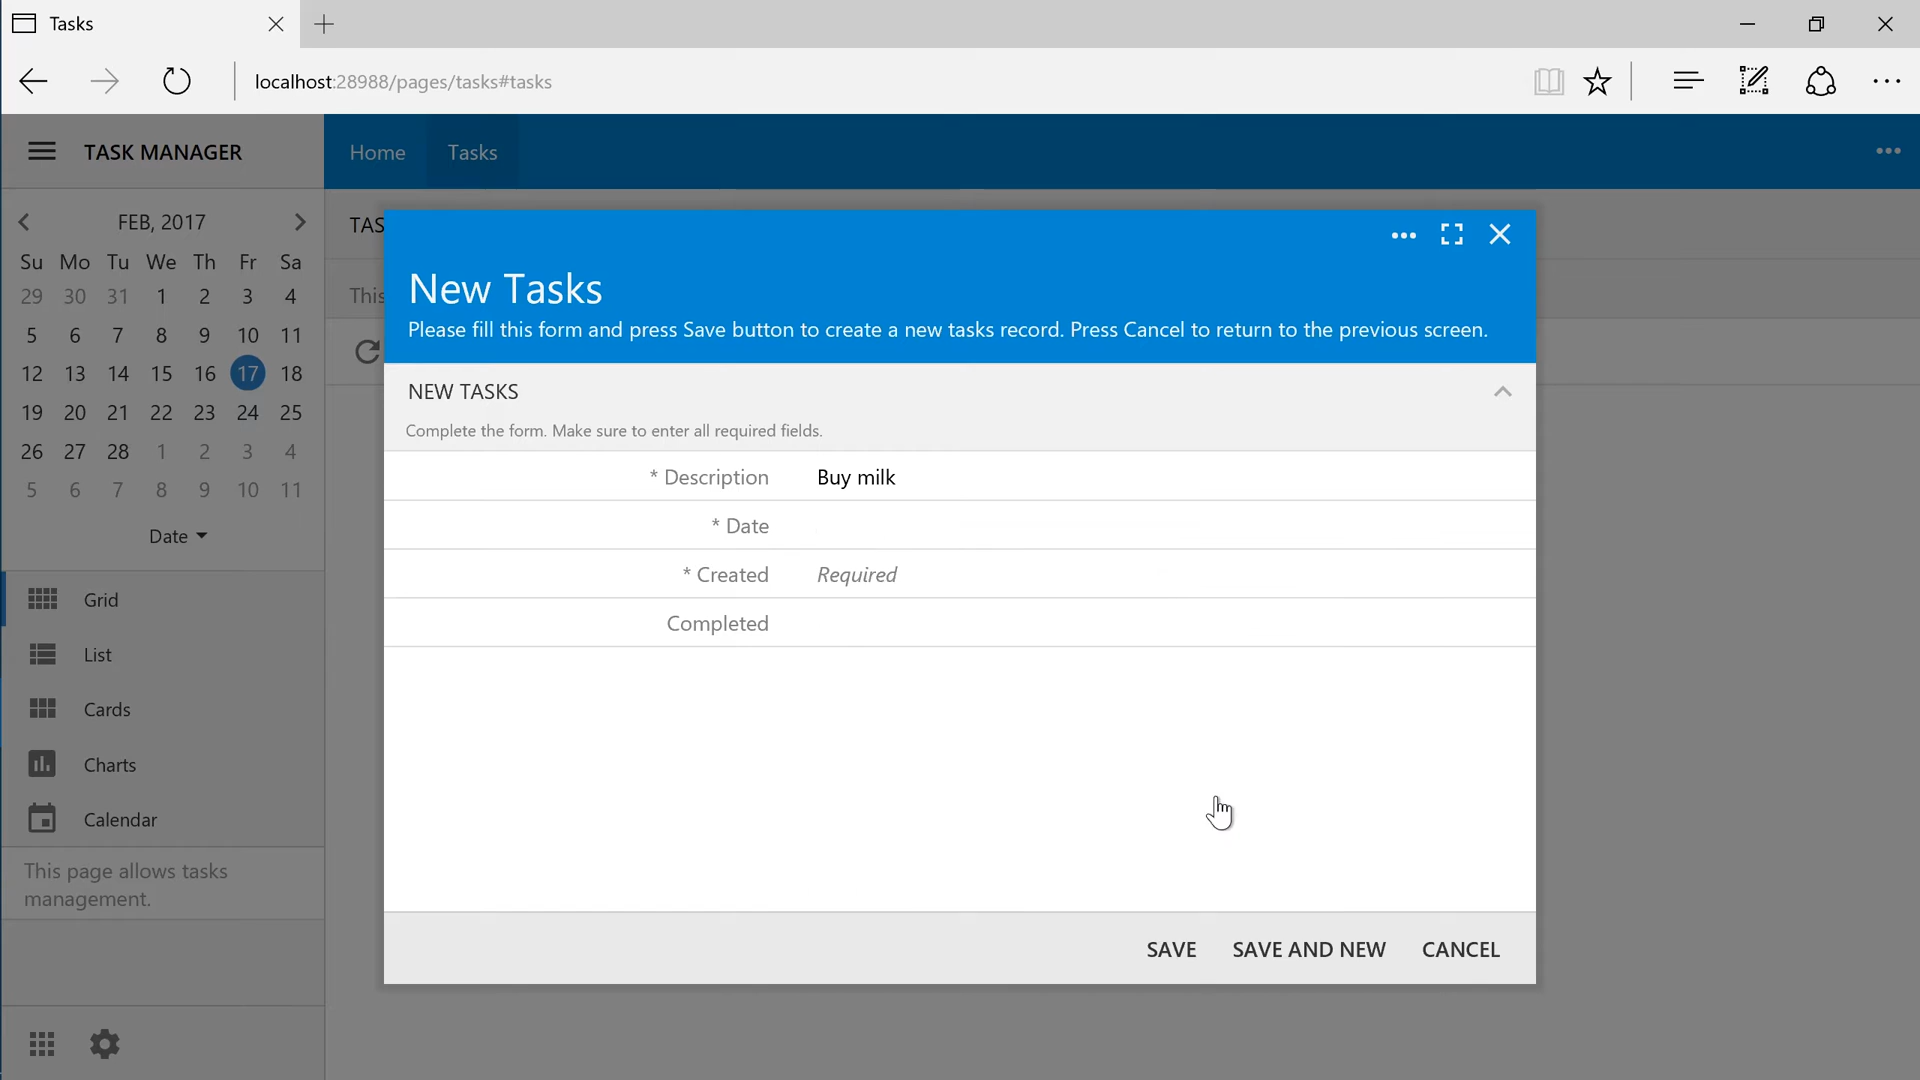 Tasks
localhost:28988/pages/tasks#tasks
TASK MANAGER
Home Tasks
FEB, 2017
Su Mo Tu We Th Fr Sa
29 30 31 1 2 3 4
5 6 7 8 9 10 11
12 13 14 15 16 17 18
19 20 21 22 23 24 25
26 27 28 1 2 3 4
5 6 7 8 9 10 11
Date
Grid
List
Cards
Charts
Calendar
This page allows tasks
management.
TAS
This
New Tasks
Please fill this form and press Save button to create a new tasks record. Press Cancel to return to the previous screen.
NEW TASKS
Complete the form. Make sure to enter all required fields.
* Description Buy milk
* Date
* Created Required
Completed
SAVE SAVE AND NEW CANCEL